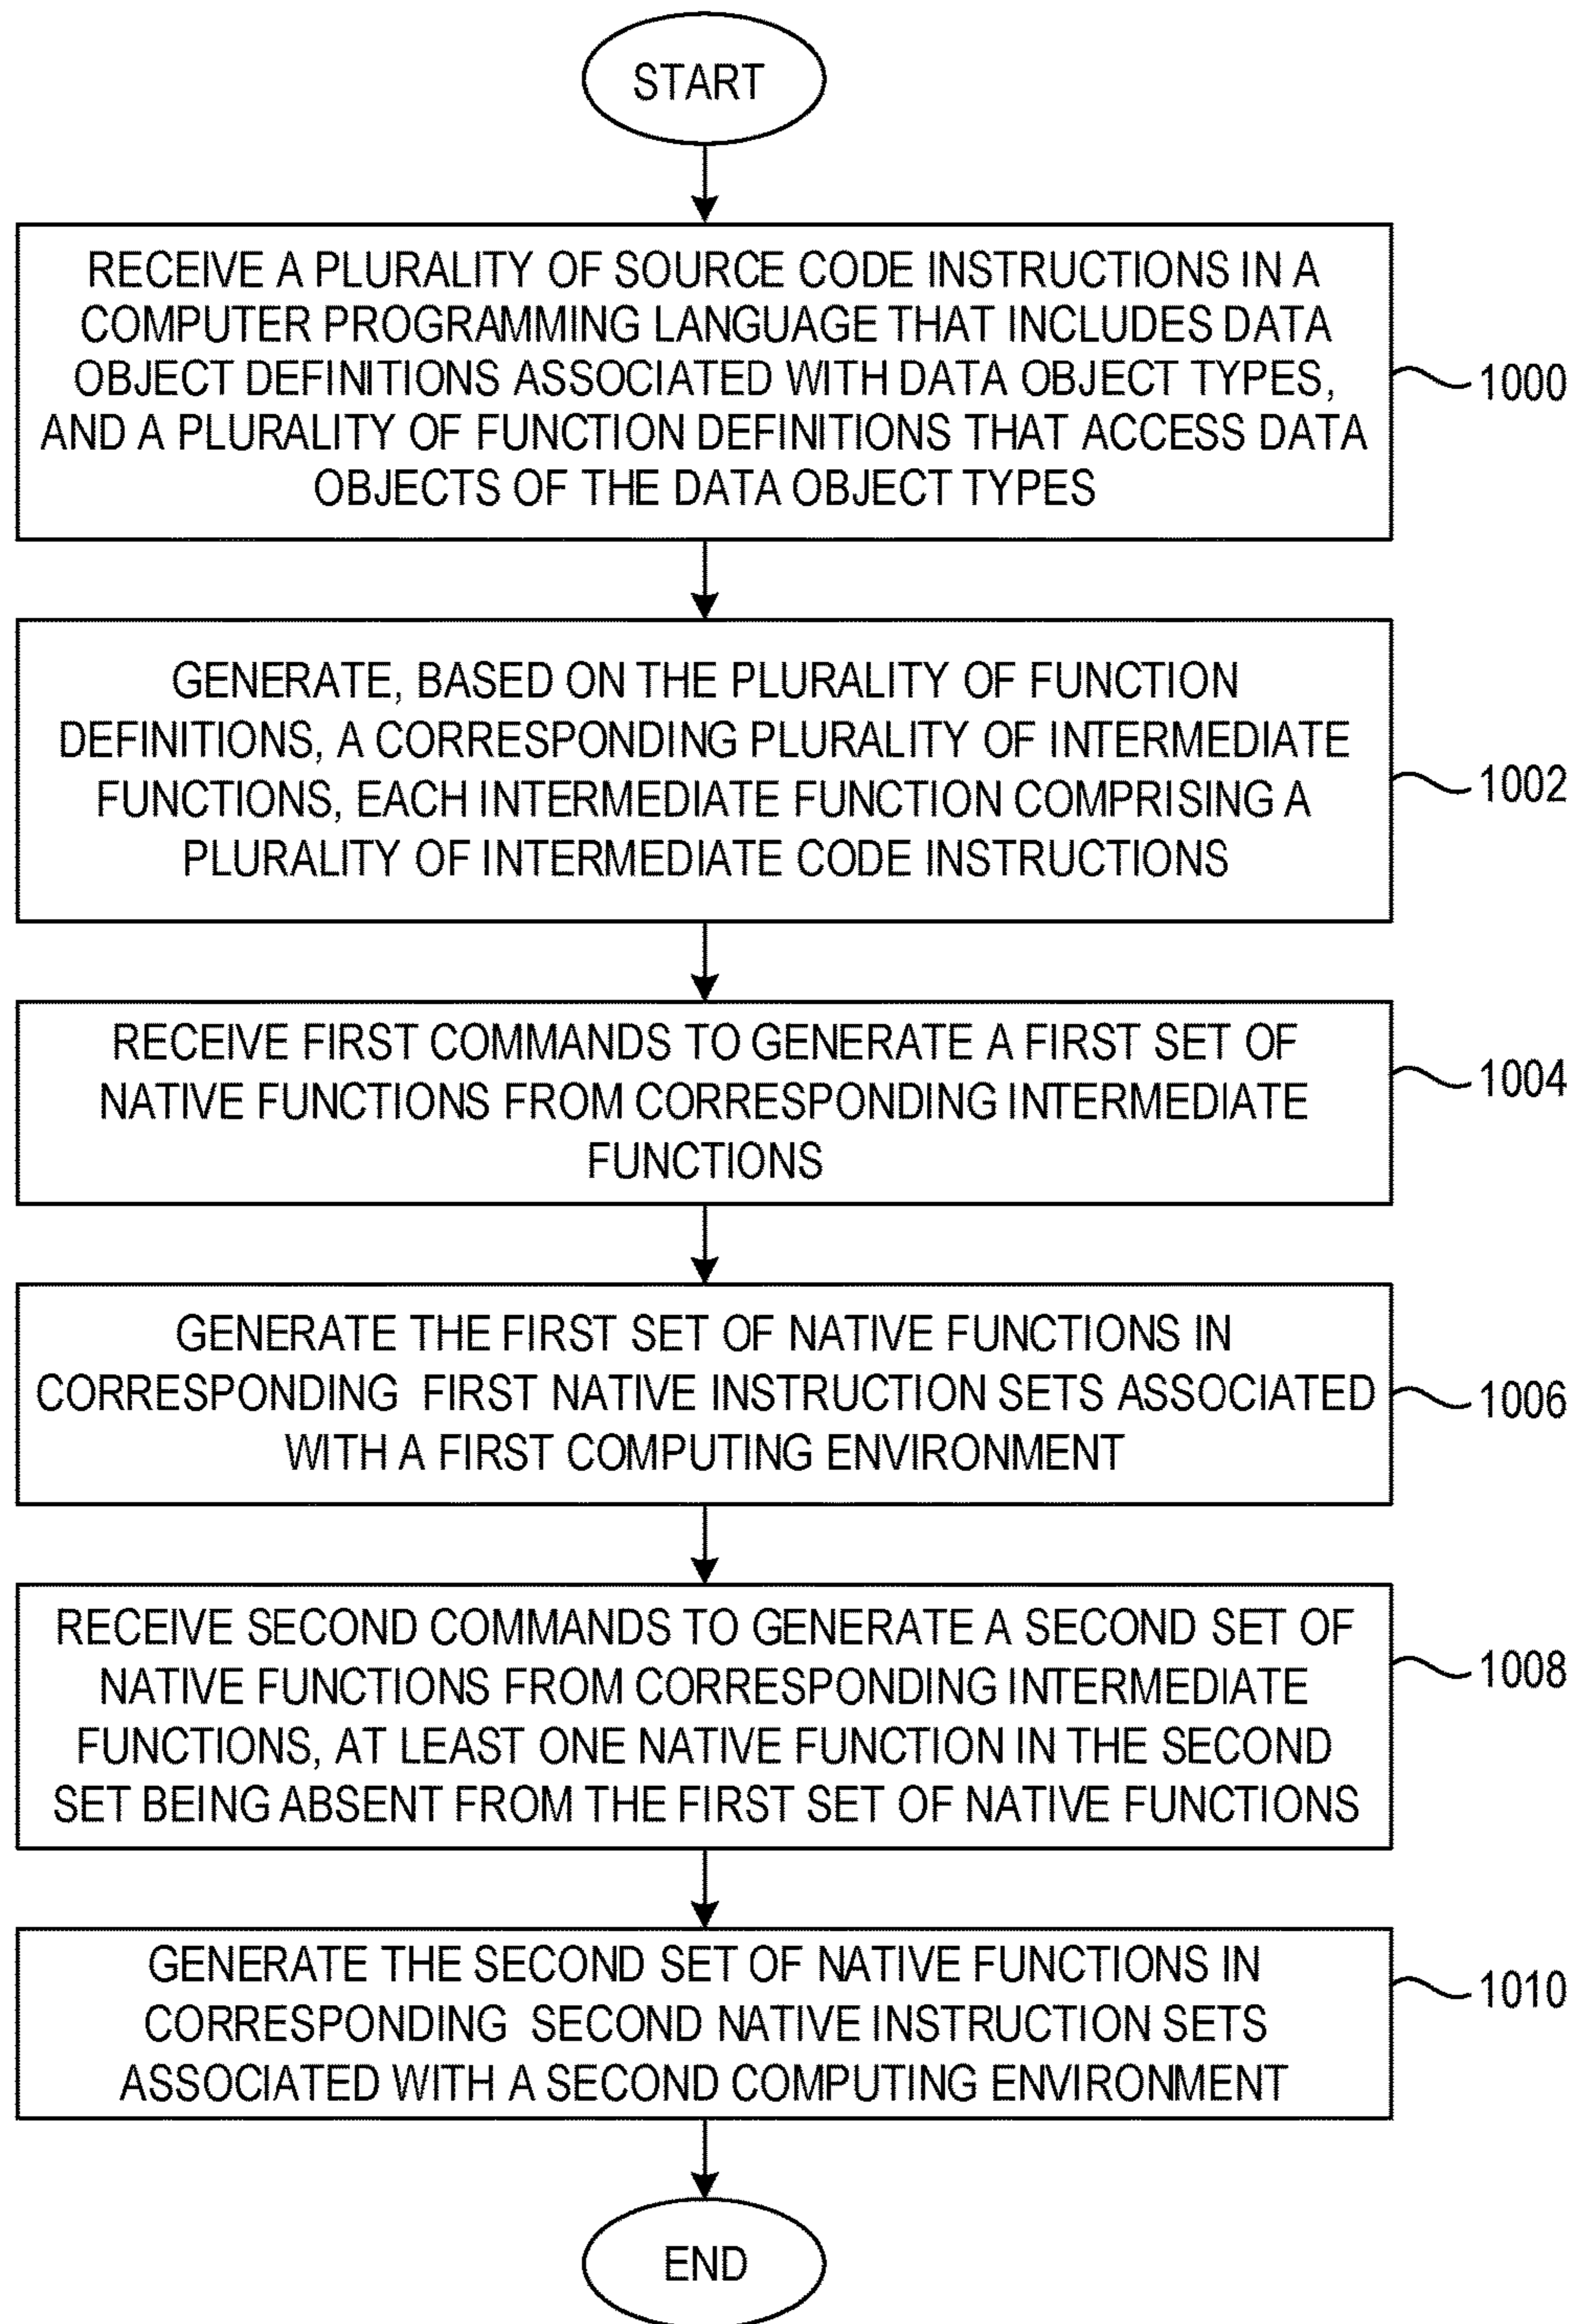 START
RECEIVE A PLURALITY OF SOURCE CODE INSTRUCTIONS IN A
COMPUTER PROGRAMMING LANGUAGE THAT INCLUDES DATA
OBJECT DEFINITIONS ASSOCIATED WITH DATA OBJECT TYPES,
AND A PLURALITY OF FUNCTION DEFINITIONS THAT ACCESS DATA
OBJECTS OF THE DATA OBJECT TYPES
1000
GENERATE, BASED ON THE PLURALITY OF FUNCTION
DEFINITIONS, A CORRESPONDING PLURALITY OF INTERMEDIATE
FUNCTIONS, EACH INTERMEDIATE FUNCTION COMPRISING A
PLURALITY OF INTERMEDIATE CODE INSTRUCTIONS
1002
RECEIVE FIRST COMMANDS TO GENERATE A FIRST SET OF
NATIVE FUNCTIONS FROM CORRESPONDING INTERMEDIATE
FUNCTIONS
1004
GENERATE THE FIRST SET OF NATIVE FUNCTIONS IN
CORRESPONDING FIRST NATIVE INSTRUCTION SETS ASSOCIATED
WITH A FIRST COMPUTING ENVIRONMENT
1006
RECEIVE SECOND COMMANDS TO GENERATE A SECOND SET OF
NATIVE FUNCTIONS FROM CORRESPONDING INTERMEDIATE
FUNCTIONS, AT LEAST ONE NATIVE FUNCTION IN THE SECOND
SET BEING ABSENT FROM THE FIRST SET OF NATIVE FUNCTIONS
1008
GENERATE THE SECOND SET OF NATIVE FUNCTIONS IN
CORRESPONDING SECOND NATIVE INSTRUCTION SETS
ASSOCIATED WITH A SECOND COMPUTING ENVIRONMENT
1010
END